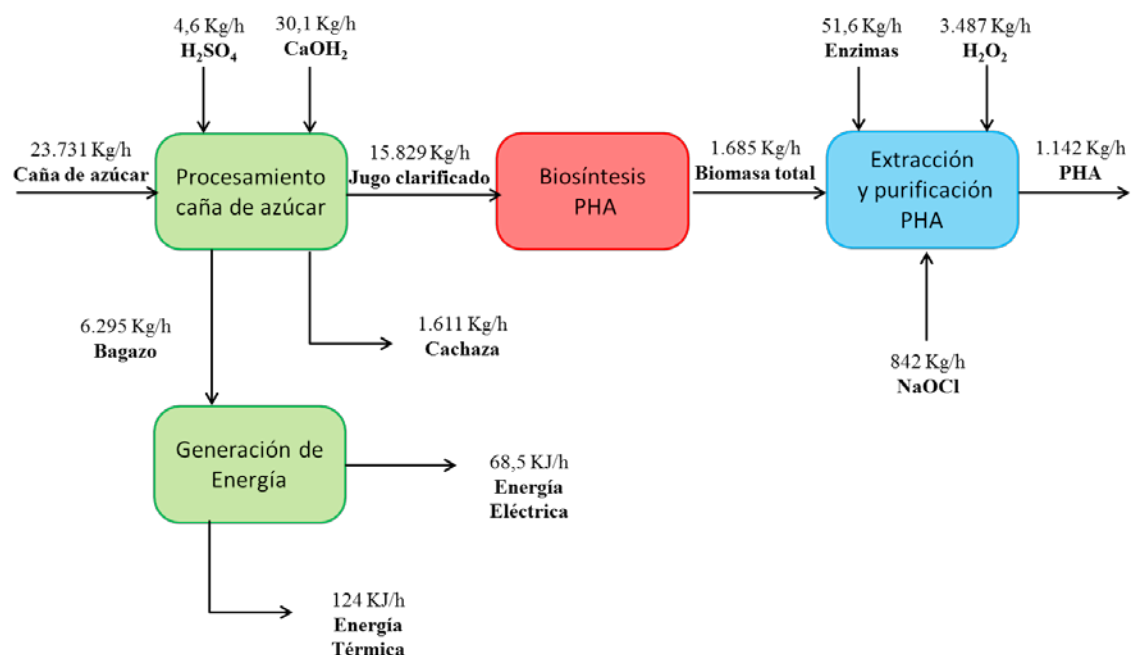 4,6 Kg/h
H₂SO₄
30,1 Kg/h
CaOH₂
51,6 Kg/h
Enzimas
3.487 Kg/h
H₂O₂
23.731 Kg/h
Caña de azúcar
Procesamiento
caña de azúcar
15.829 Kg/h
Jugo clarificado
Biosíntesis
PHA
1.685 Kg/h
Biomasa total
Extracción
y purificación
PHA
1.142 Kg/h
PHA
6.295 Kg/h
Bagazo
1.611 Kg/h
Cachaza
842 Kg/h
NaOCl
Generación de
Energía
68,5 KJ/h
Energía
Eléctrica
124 KJ/h
Energía
Térmica